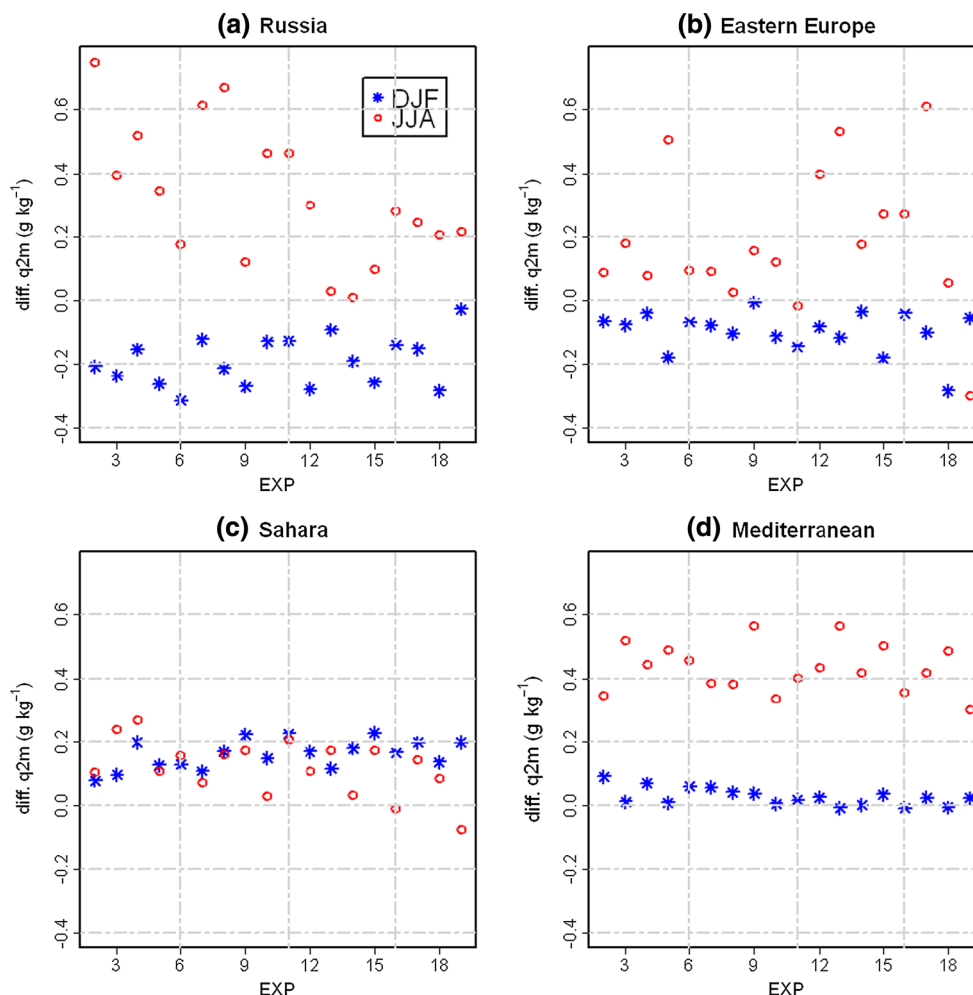 (a) Russia
diff. q2m (g kg⁻¹)
0.6
0.4
0.2
0.0
-0.2
-0.4
DJF
JJA
3 6 9 12 15 18
EXP
(b) Eastern Europe
diff. q2m (g kg⁻¹)
0.6
0.4
0.2
0.0
-0.2
-0.4
3 6 9 12 15 18
EXP
(c) Sahara
diff. q2m (g kg⁻¹)
0.6
0.4
0.2
0.0
-0.2
-0.4
3 6 9 12 15 18
EXP
(d) Mediterranean
diff. q2m (g kg⁻¹)
0.6
0.4
0.2
0.0
-0.2
-0.4
3 6 9 12 15 18
EXP